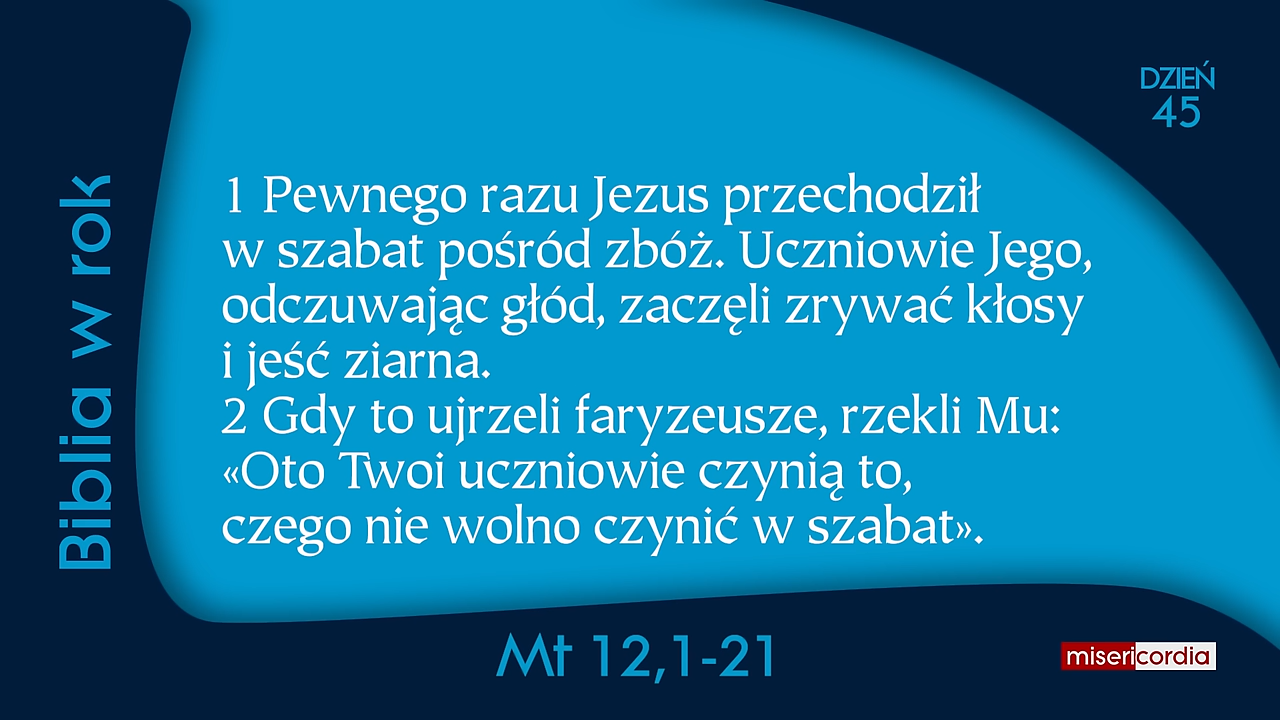 DZIEŃ
45
Biblia w rok
1 Pewnego razu Jezus przechodził
w szabat pośród zbóż. Uczniowie Jego,
odczuwając głód, zaczęli zrywać kłosy
i jeść ziarna.
2 Gdy to ujrzeli faryzeusze, rzekli Mu:
«Oto Twoi uczniowie czynią to,
czego nie wolno czynić w szabat».
Mt 12,1-21
misericordia